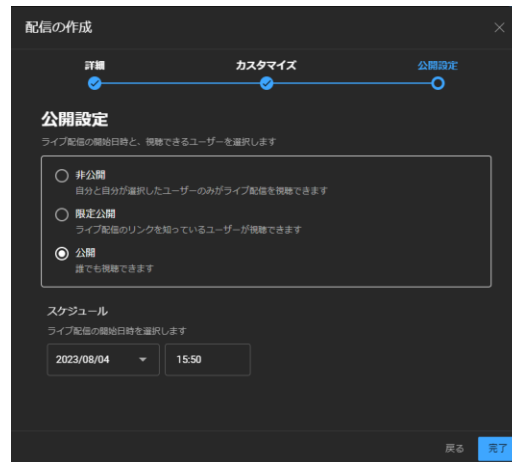 配信の作成
詳細
カスタマイズ
公開設定
公開設定
ライブ配信の開始日時と、視聴できるユーザーを選択します
非公開
自分と自分が選択したユーザーのみがライブ配信を視聴できます
限定公開
ライブ配信のリンクを知っているユーザーが視聴できます
公開
誰でも視聴できます
スケジュール
ライブ配信の開始日時を選択します
2023/08/04 15:50
戻る 完了